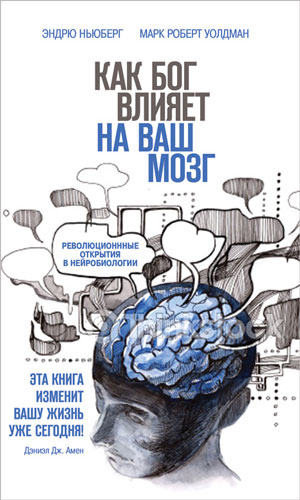 ЭНДРЮ НЬЮБЕРГ МАРК РОБЕРТ УОЛДМАН
КАК БОГ
ВЛИЯЕТ
НА ВАШ
МОЗГ
РЕВОЛЮЦИОННЫЕ
ОТКРЫТИЯ
В НЕЙРОБИОЛОГИИ
ЭТА КНИГА
ИЗМЕНИТ
ВАШУ ЖИЗНЬ
УЖЕ СЕГОДНЯ!
Дэниэл Дж. Амен